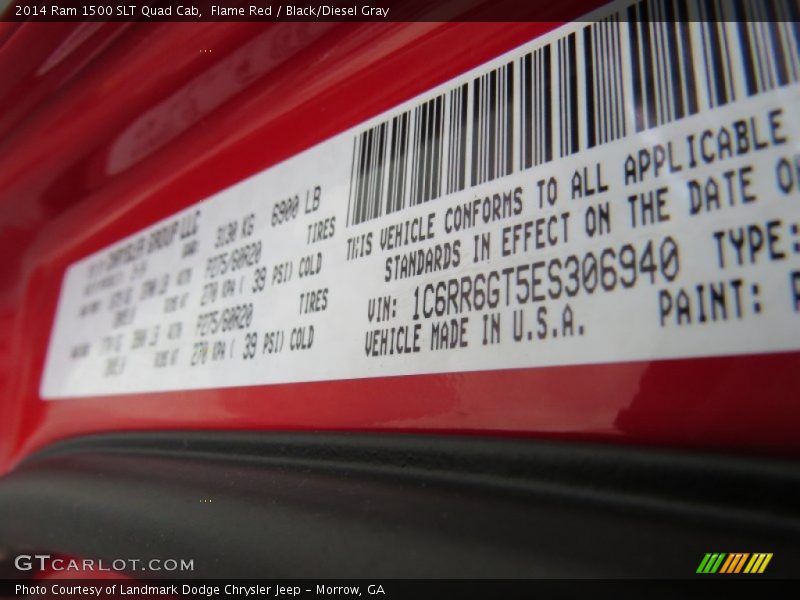 2014 Ram 1500 SLT Quad Cab,  Flame Red / Black/Diesel Gray
CHRYSLER GROUP LLC
3130 KG 6900 LB
P275/60R20 TIRES
270 KPA ( 39 PSI) COLD
P275/60R20 TIRES
270 KPA ( 39 PSI) COLD
THIS VEHICLE CONFORMS TO ALL APPLICABLE
STANDARDS IN EFFECT ON THE DATE
VIN: 1C6RR6GT5ES306940 TYPE:
VEHICLE MADE IN U.S.A. PAINT:
GTCARLOT.COM
Photo Courtesy of Landmark Dodge Chrysler Jeep - Morrow, GA